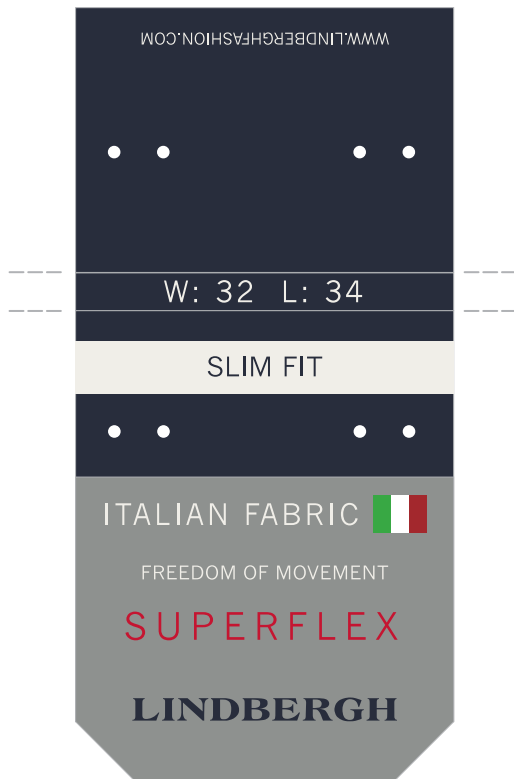 WWW.LINDBERGHFASHION.COM
W: 32 L: 34
SLIM FIT
ITALIAN FABRIC
FREEDOM OF MOVEMENT
SUPERFLEX
LINDBERGH